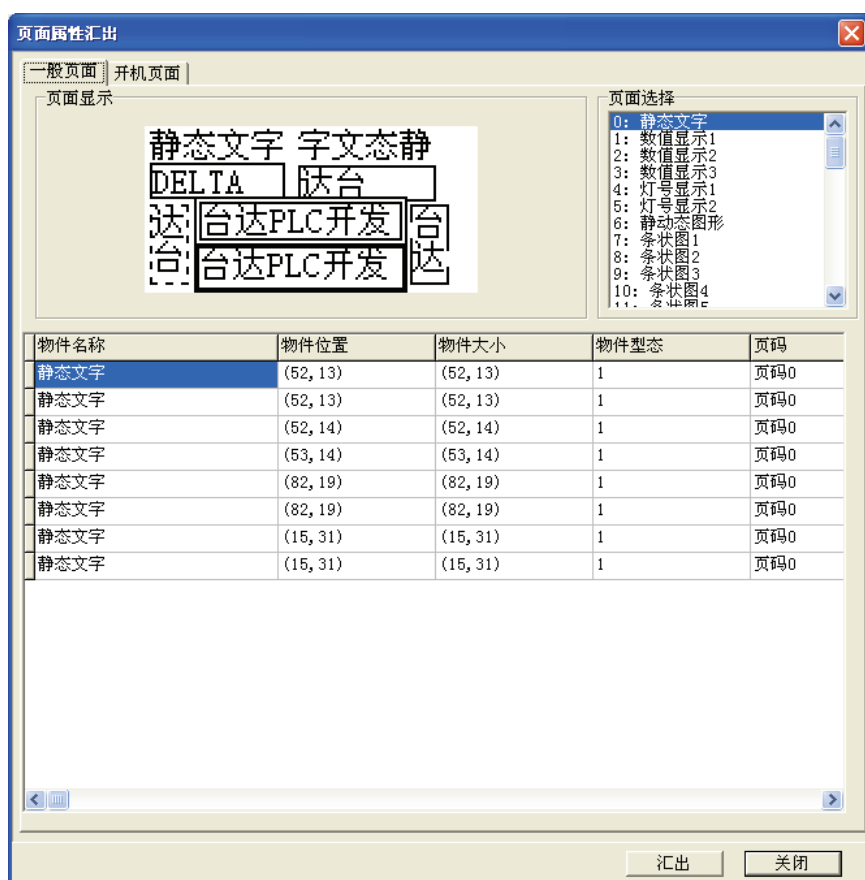 页面属性汇出
一般页面 开机页面
页面显示
静态文字 字文态静
DELTA 达台
达台
台达PLC开发
台达PLC开发
台达
页面选择
0: 静态文字
1: 数值显示1
2: 数值显示2
3: 数值显示3
4: 灯号显示1
5: 灯号显示2
6: 静动态图形
7: 条状图1
8: 条状图2
9: 条状图3
10: 条状图4
物件名称 物件位置 物件大小 物件型态 页码
静态文字 (52,13) (52,13) 1 页码0
静态文字 (52,13) (52,13) 1 页码0
静态文字 (52,14) (52,14) 1 页码0
静态文字 (53,14) (53,14) 1 页码0
静态文字 (82,19) (82,19) 1 页码0
静态文字 (82,19) (82,19) 1 页码0
静态文字 (15,31) (15,31) 1 页码0
静态文字 (15,31) (15,31) 1 页码0
汇出 关闭